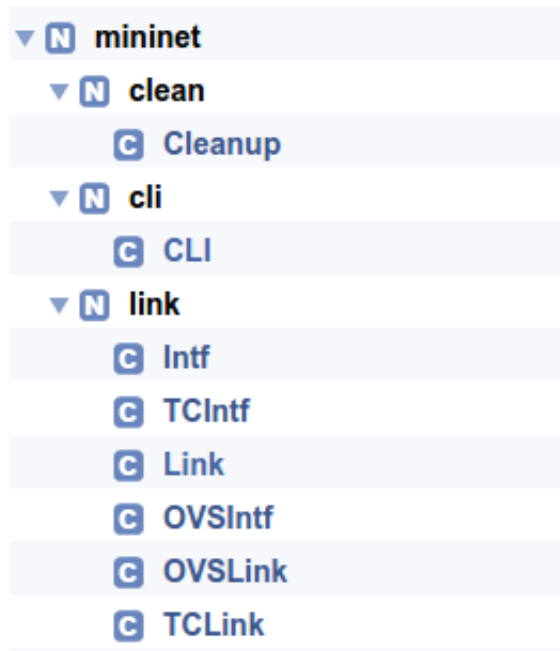 N mininet
N clean
C Cleanup
N cli
C CLI
N link
C Intf
C TCIntf
C Link
C OVSIntf
C OVSLink
C TCLink